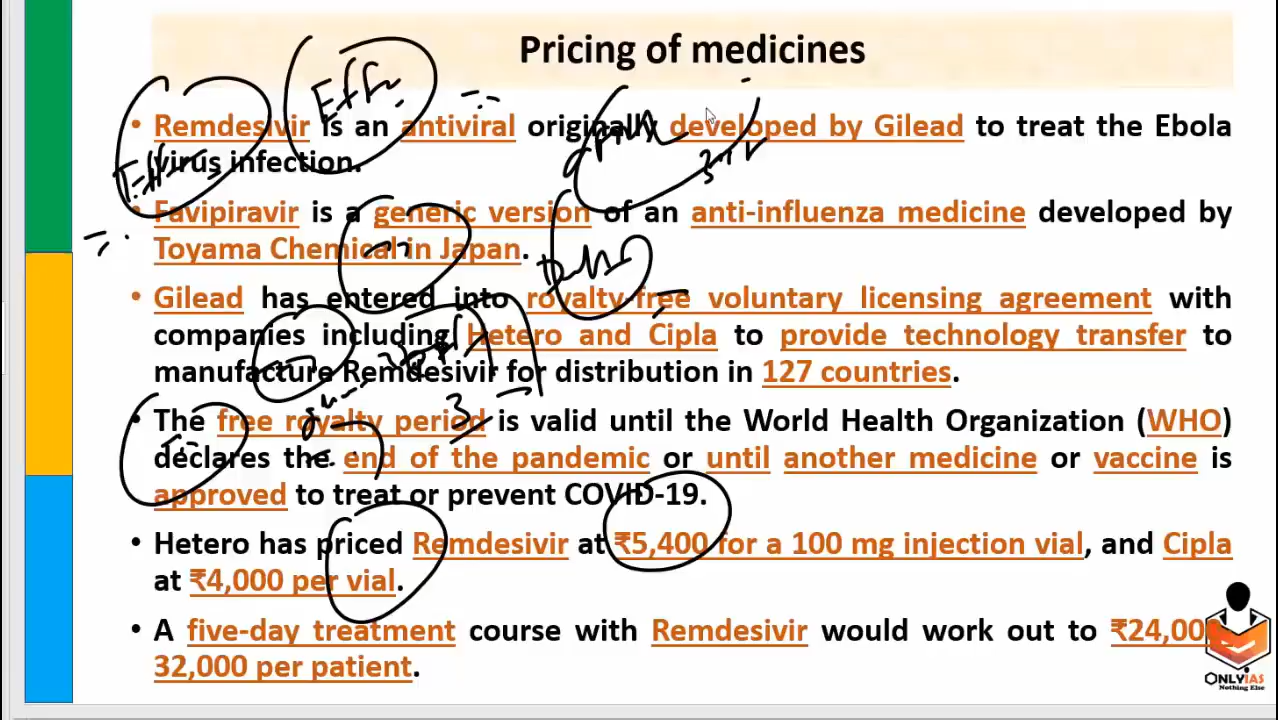 Pricing of medicines
• Remdesivir is an antiviral originally developed by Gilead to treat the Ebola
Virus infection.
• Favipiravir is a generic version of an anti-influenza medicine developed by
Toyama Chemical in Japan.
• Gilead has entered into royalty-free voluntary licensing agreement with
companies including Hetero and Cipla to provide technology transfer to
manufacture Remdesivir for distribution in 127 countries.
• The free royalty period is valid until the World Health Organization (WHO)
declares the end of the pandemic or until another medicine or vaccine is
approved to treat or prevent COVID-19.
• Hetero has priced Remdesivir at ₹5,400 for a 100 mg injection vial, and Cipla
at ₹4,000 per vial.
• A five-day treatment course with Remdesivir would work out to
32,000 per patient.
ONLYIAS
Nothing Else